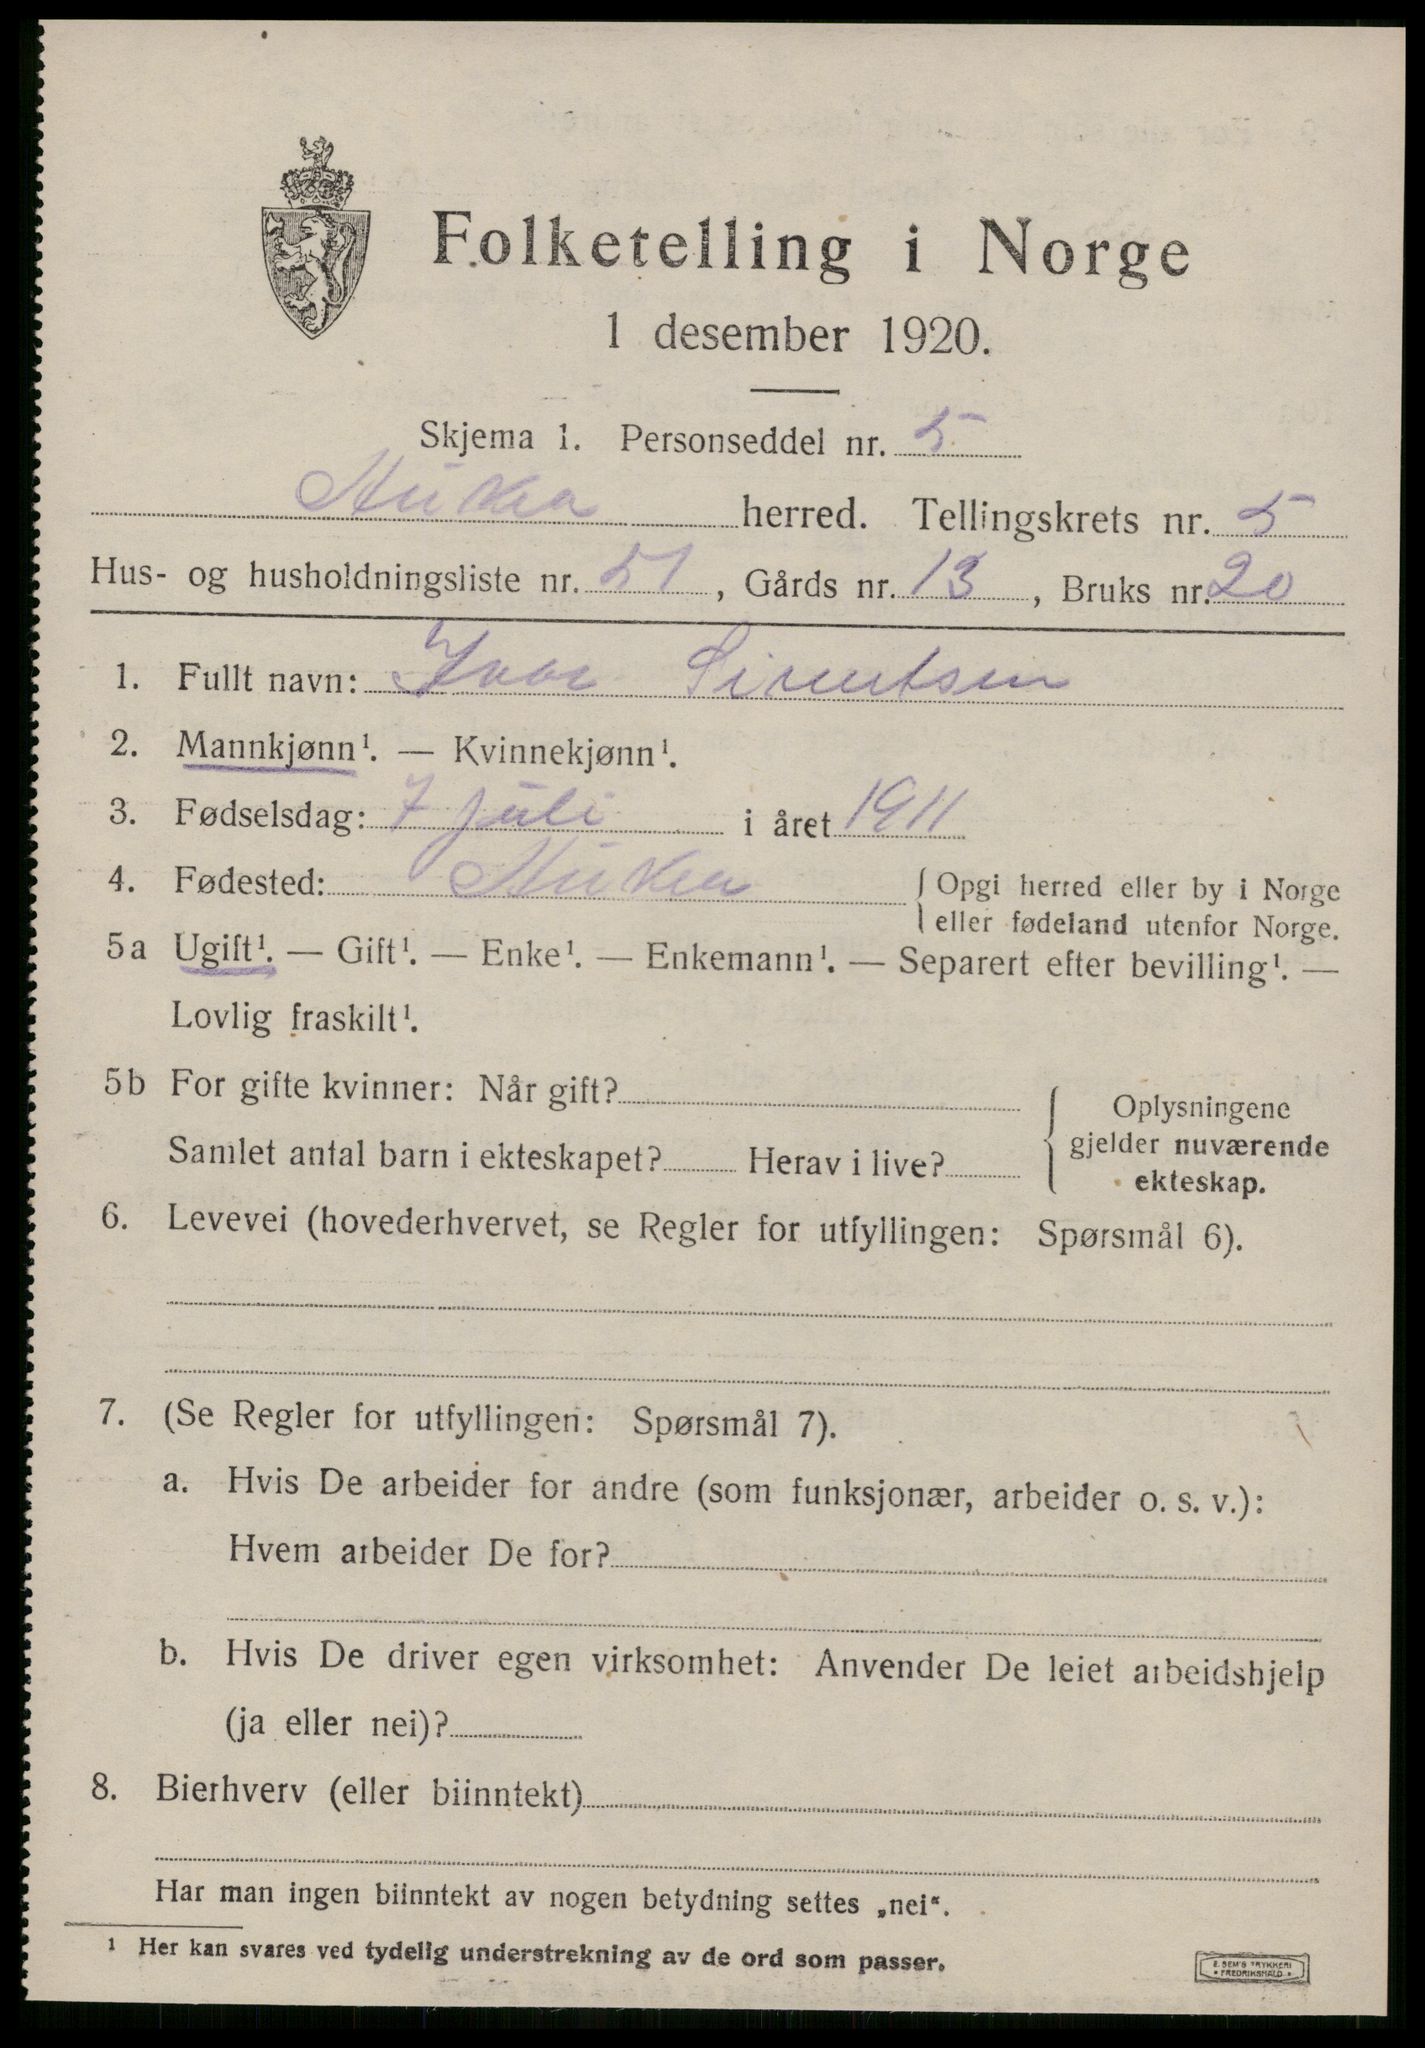 Folketelling i Norge
1 desember 1920.
Skjema 1. Personseddel nr. 5
Aukra herred. Tellingskrets nr. 5
Hus- og husholdningsliste nr. 51, Gårds nr. 13, Bruks nr. 20
1. Fullt navn: Ivar Sivertsen
2. Mannkjønn¹. — Kvinnekjønn¹.
3. Fødselsdag: 7 juli i året 1911
4. Fødested: Aukra {Opgi herred eller by i Norge
eller fødeland utenfor Norge.
5a Ugift¹. — Gift¹. — Enke¹. — Enkemann¹. — Separert efter bevilling¹. —
Lovlig fraskilt¹.
5b For gifte kvinner: Når gift?
Samlet antal barn i ekteskapet? Herav i live?
Oplysningene
gjelder nuværende
ekteskap.
6. Levevei (hovederhvervet, se Regler for utfyllingen: Spørsmål 6).
7. (Se Regler for utfyllingen: Spørsmål 7).
a. Hvis De arbeider for andre (som funksjonær, arbeider o. s. v.):
Hvem arbeider De for?
b. Hvis De driver egen virksomhet: Anvender De leiet arbeidshjelp
(ja eller nei)?
8. Bierhverv (eller biinntekt)
Har man ingen biinntekt av nogen betydning settes „nei“.
¹ Her kan svares ved tydelig understrekning av de ord som passer.
E. SEM'S TRYKKERI
FREDRIKSHALD